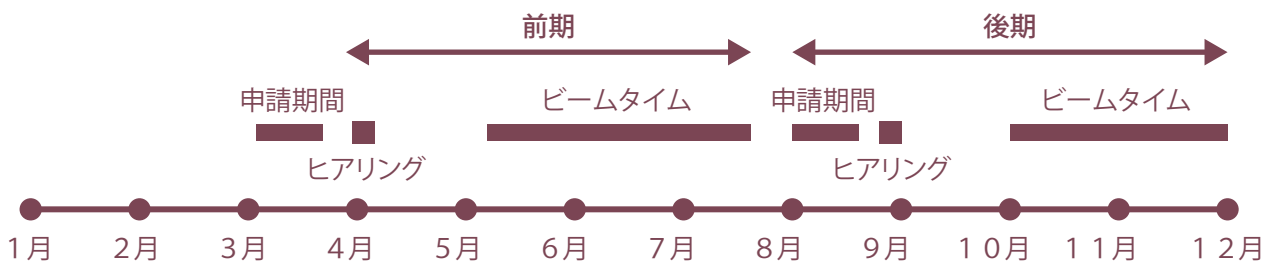 前期 後期
申請期間 ビームタイム 申請期間 ビームタイム
ヒアリング ヒアリング
1月 2月 3月 4月 5月 6月 7月 8月 9月 10月 11月 12月